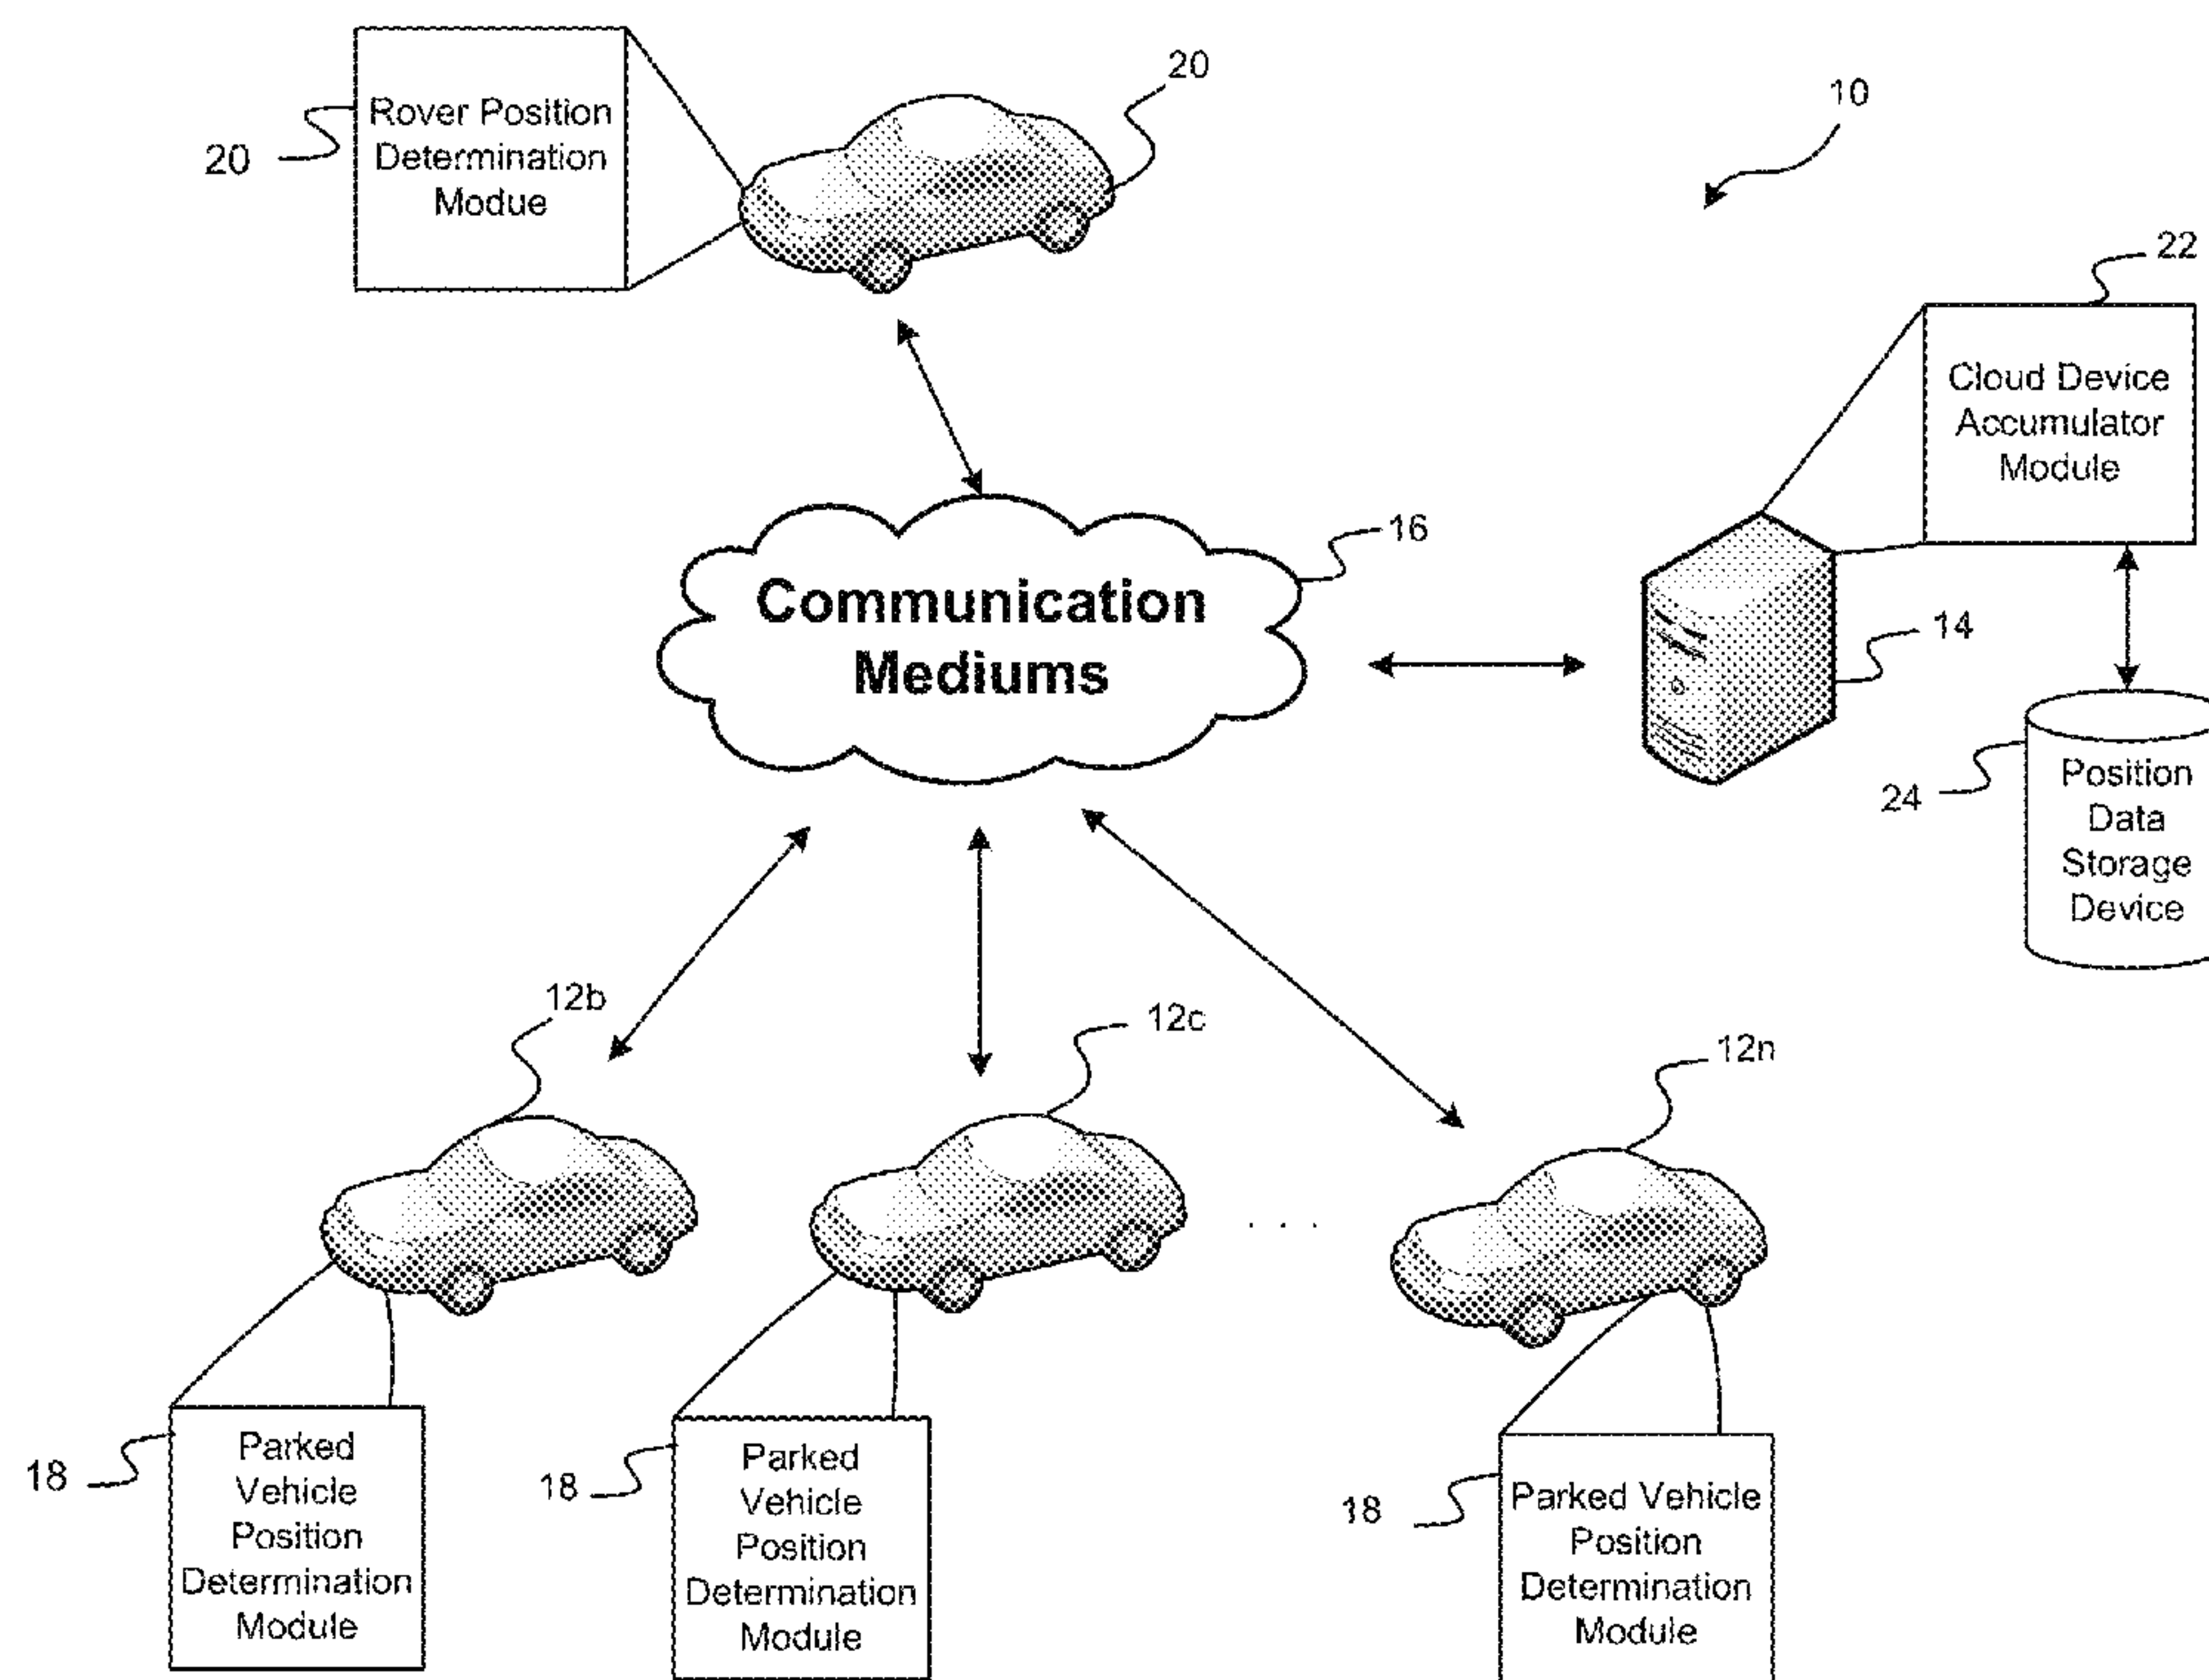 20
10
20
Rover Position
Determination
Modue
22
Cloud Device
Accumulator
Module
16
Communication
Mediums
14
24
Position
Data
Storage
Device
12b
12c
12n
. . .
18
Parked
Vehicle
Position
Determination
Module
18
Parked
Vehicle
Position
Determination
Module
18
Parked Vehicle
Position
Determination
Module